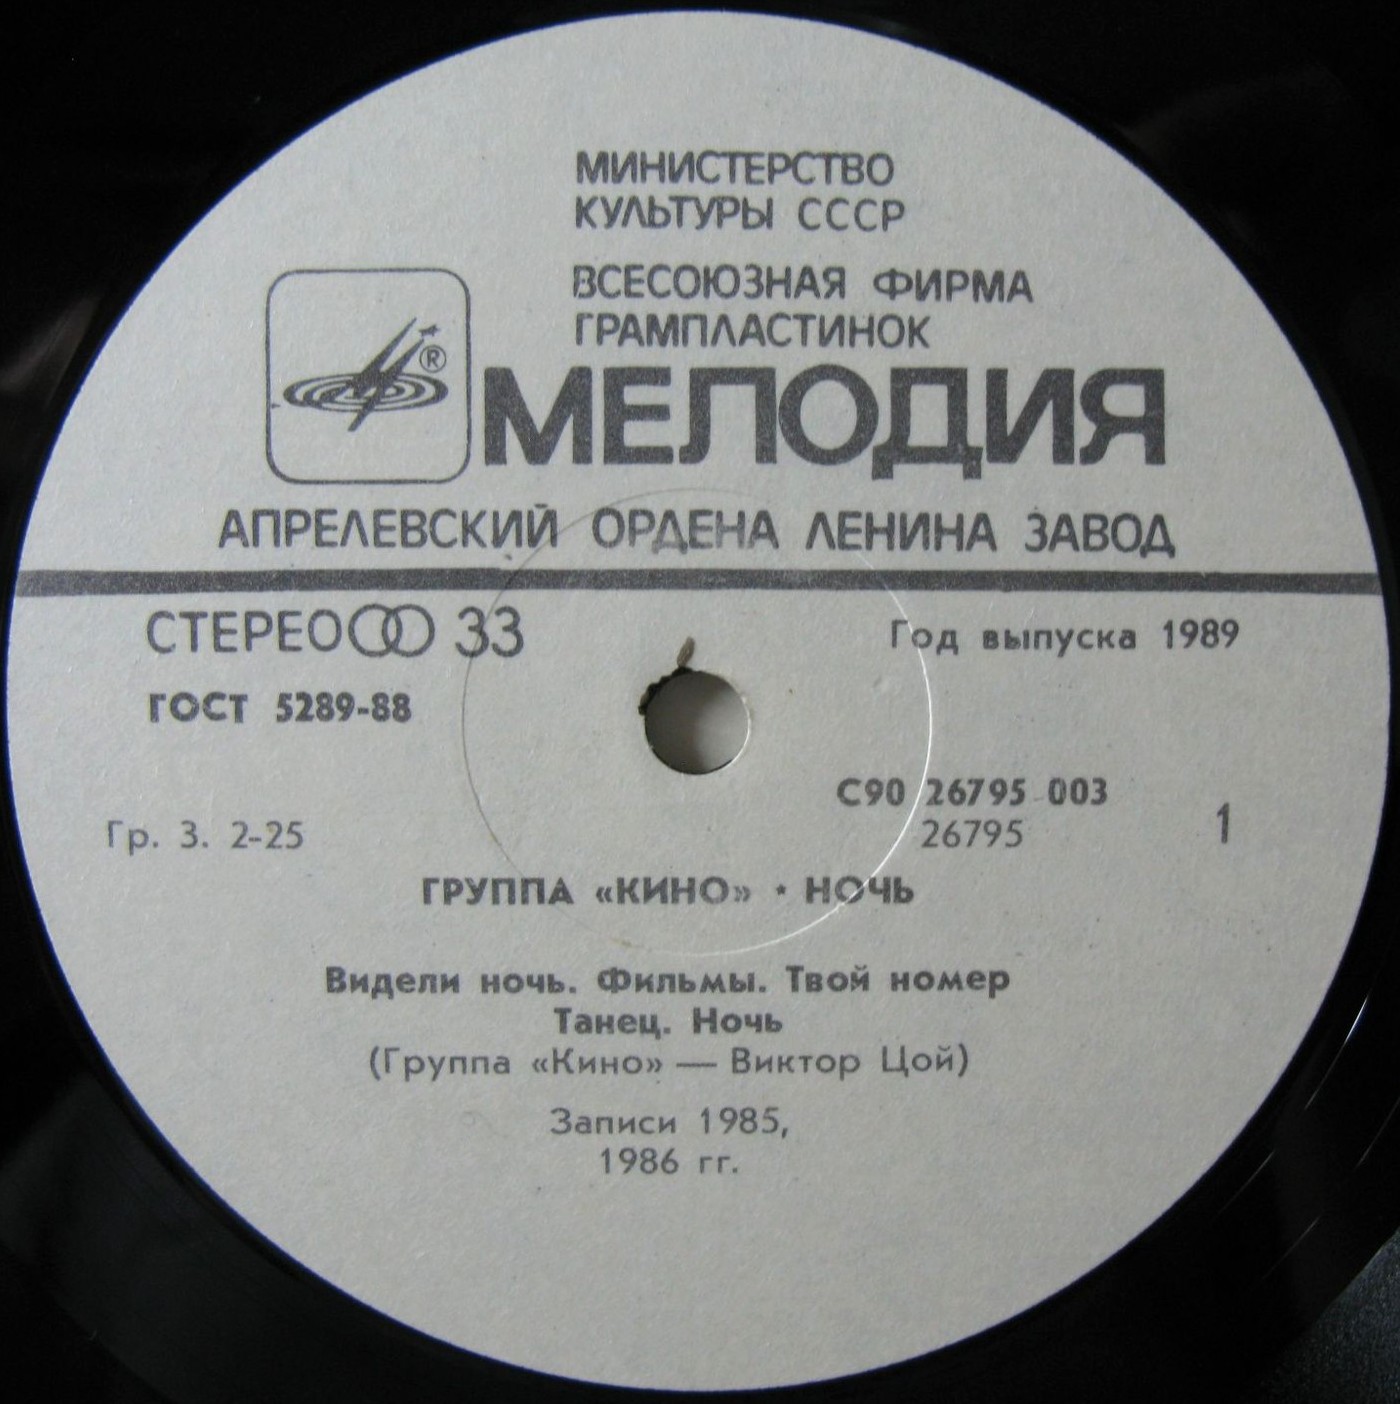 МИНИСТЕРСТВО
КУЛЬТУРЫ СССР
ВСЕСОЮЗНАЯ ФИРМА
ГРАМПЛАСТИНОК
®
МЕЛОДИЯ
АПРЕЛЕВСКИЙ ОРДЕНА ЛЕНИНА ЗАВОД
СТЕРЕО 33
Год выпуска 1989
ГОСТ 5289-88
С90 26795 003
Гр. 3. 2-25
26795
1
ГРУППА «КИНО» • НОЧЬ
Видели ночь. Фильмы. Твой номер
Танец. Ночь
(Группа «Кино» — Виктор Цой)
Записи 1985,
1986 гг.